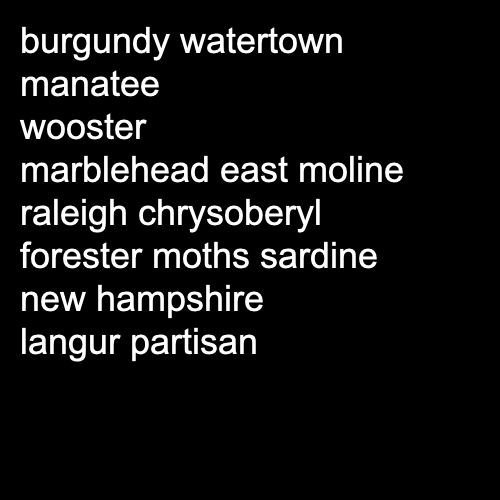 burgundy watertown
manatee
wooster
marblehead east moline
raleigh chrysoberyl
forester moths sardine
new hampshire
langur partisan